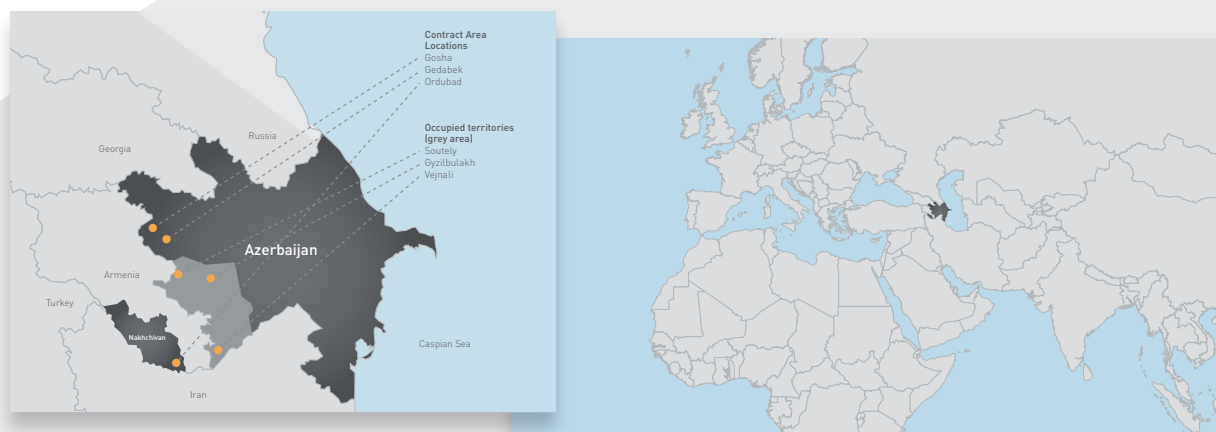 Contract Area
Locations
Gosha
Gedabek
Ordubad
Occupied territories
(grey area)
Soutely
Gyzilbulakh
Vejnali
Russia
Georgia
Azerbaijan
Armenia
Turkey
Nakhchivan
Caspian Sea
Iran